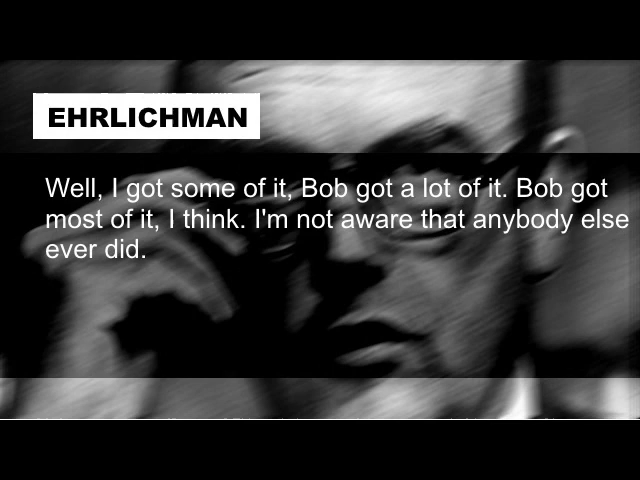 EHRLICHMAN
Well, I got some of it, Bob got a lot of it. Bob got
most of it, I think. I'm not aware that anybody else
ever did.